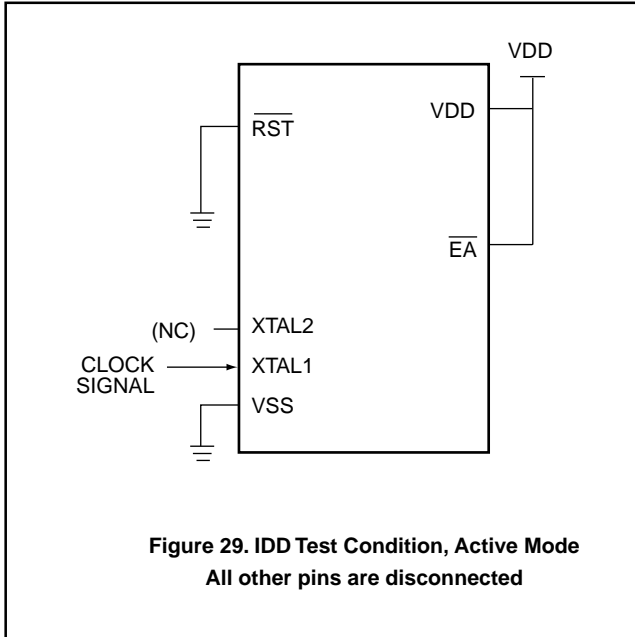 VDD
VDD
RST
EA
(NC)
XTAL2
CLOCK
SIGNAL
XTAL1
VSS
Figure 29. IDD Test Condition, Active Mode
All other pins are disconnected